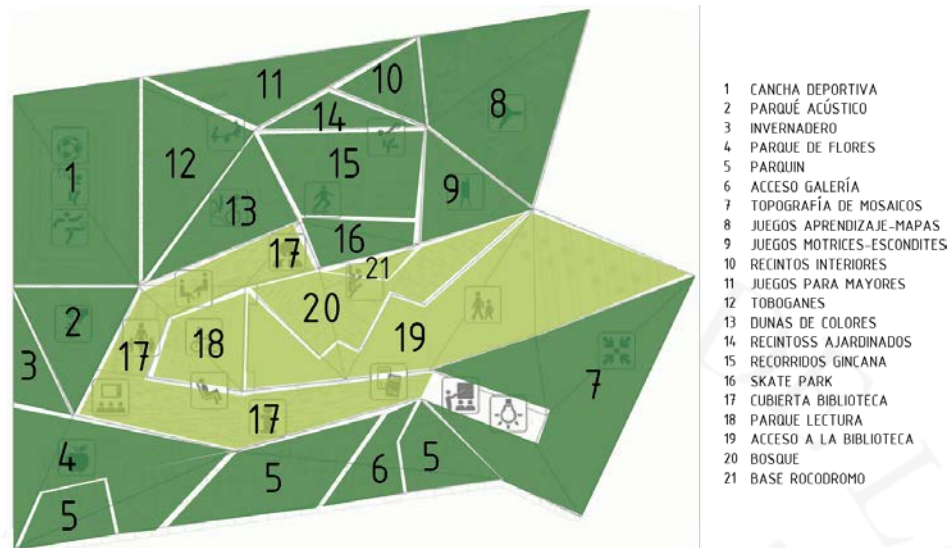 11
10
8
14
12
15
1
9
13
16
17
21
2
20
17
18
19
3
7
17
4
5
6
5
5
1 CANCHA DEPORTIVA
2 PARQUÉ ACÚSTICO
3 INVERNADERO
4 PARQUE DE FLORES
5 PARQUIN
6 ACCESO GALERÍA
7 TOPOGRAFÍA DE MOSAICOS
8 JUEGOS APRENDIZAJE-MAPAS
9 JUEGOS MOTRICES-ESCONDITES
10 RECINTOS INTERIORES
11 JUEGOS PARA MAYORES
12 TOBOGANES
13 DUNAS DE COLORES
14 RECINTOSS AJARDINADOS
15 RECORRIDOS GINCANA
16 SKATE PARK
17 CUBIERTA BIBLIOTECA
18 PARQUE LECTURA
19 ACCESO A LA BIBLIOTECA
20 BOSQUE
21 BASE ROCODROMO